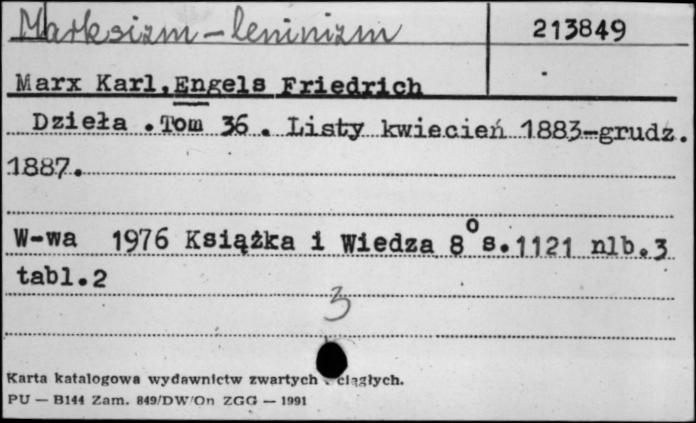 Marksizm-leninizm
213849
Marx Karl, Engels Friedrich
Dzieła . Tom 36 . Listy kwiecień 1883-grudz.
1887.
W-wa 1976 Książka i Wiedza 8° s.1121 nlb.3
tabl.2
3
Karta katalogowa wydawnictw zwartych ciągłych.
PU — B144 Zam. 849/DW/On ZGG — 1991